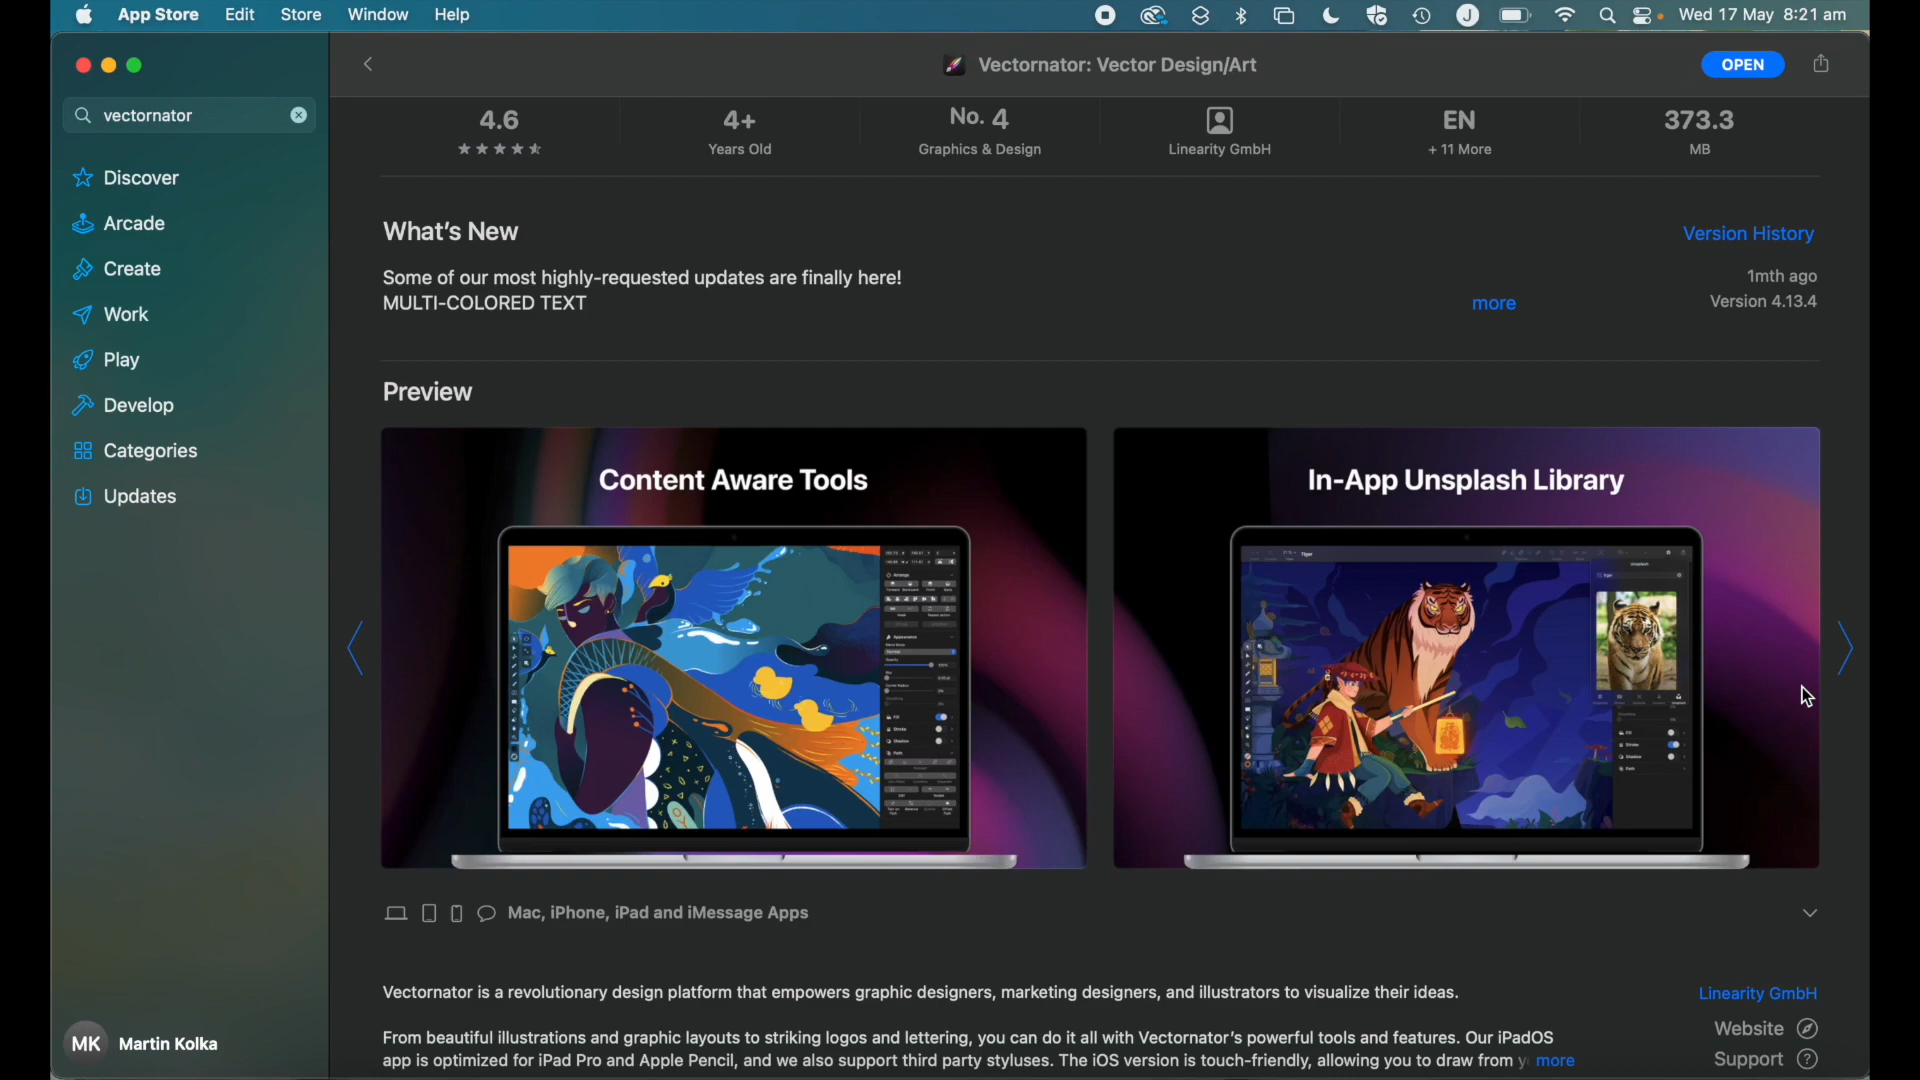 App Store Edit Store Window Help
Wed 17 May 8:21 am
vectornator
Discover
Arcade
Create
Work
Play
Develop
Categories
Updates
MK Martin Kolka
Vectornator: Vector Design/Art
OPEN
4.6
4+
Years Old
No. 4
Graphics & Design
Linearity GmbH
EN
+ 11 More
373.3
MB
What's New
Version History
Some of our most highly-requested updates are finally here!
MULTI-COLORED TEXT
more
1mth ago
Version 4.13.4
Preview
Content Aware Tools
In-App Unsplash Library
Mac, iPhone, iPad and iMessage Apps
Vectornator is a revolutionary design platform that empowers graphic designers, marketing designers, and illustrators to visualize their ideas.
From beautiful illustrations and graphic layouts to striking logos and lettering, you can do it all with Vectornator's powerful tools and features. Our iPadOS
app is optimized for iPad Pro and Apple Pencil, and we also support third party styluses. The iOS version is touch-friendly, allowing you to draw from y more
Linearity GmbH
Website
Support